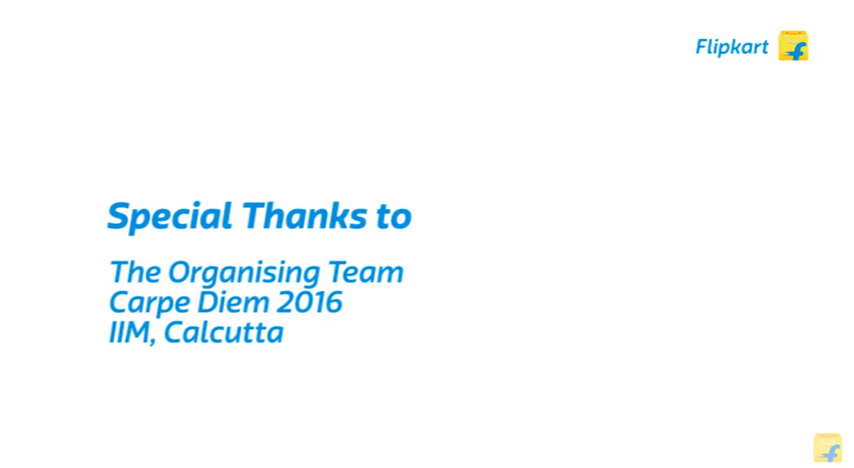 Flipkart
Special Thanks to
The Organising Team
Carpe Diem 2016
IIM, Calcutta